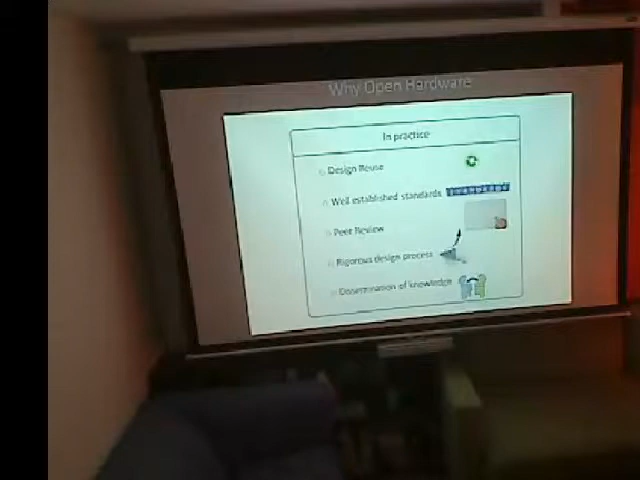 Why Open Hardware
In practice
Design Reuse
Well established standards
Peer Review
Rigorous design process
Dissemination of knowledge